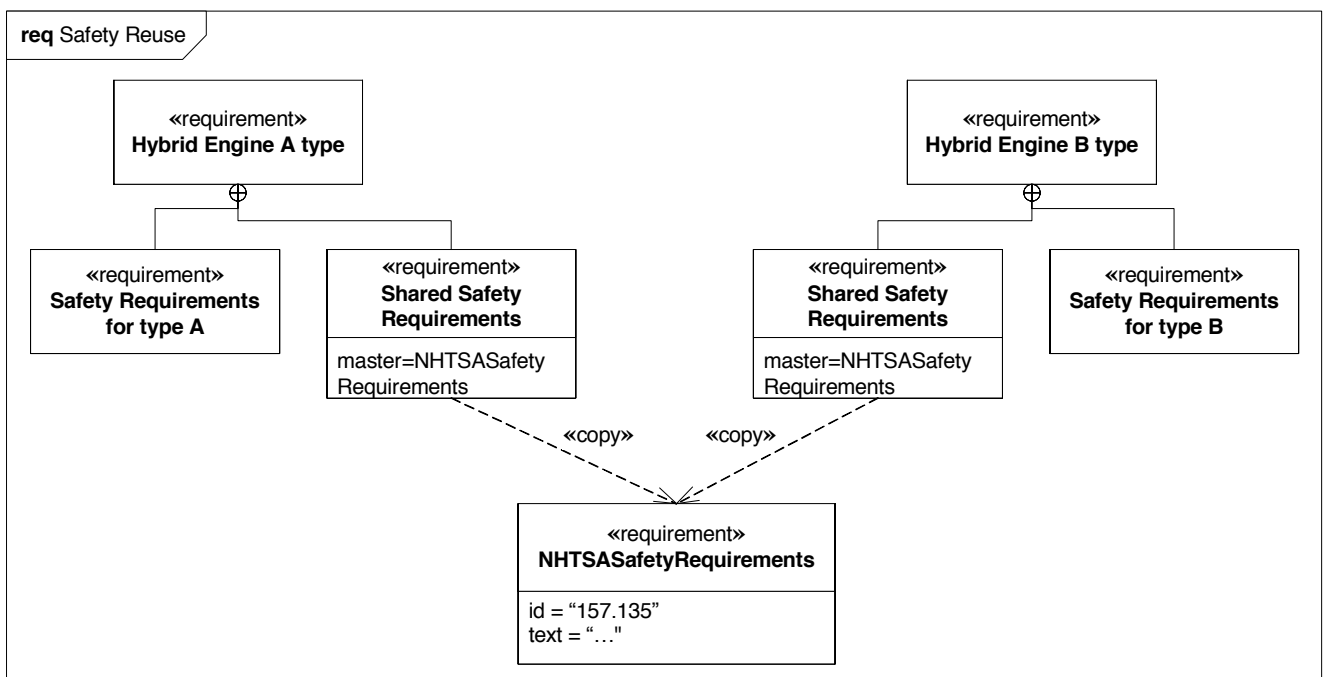 req Safety Reuse
«requirement»
Hybrid Engine A type
«requirement»
Hybrid Engine B type
«requirement»
Safety Requirements
for type A
«requirement»
Shared Safety
Requirements
master=NHTSASafety
Requirements
«requirement»
Shared Safety
Requirements
master=NHTSASafety
Requirements
«requirement»
Safety Requirements
for type B
«copy»
«copy»
«requirement»
NHTSASafetyRequirements
id = “157.135”
text = “…"